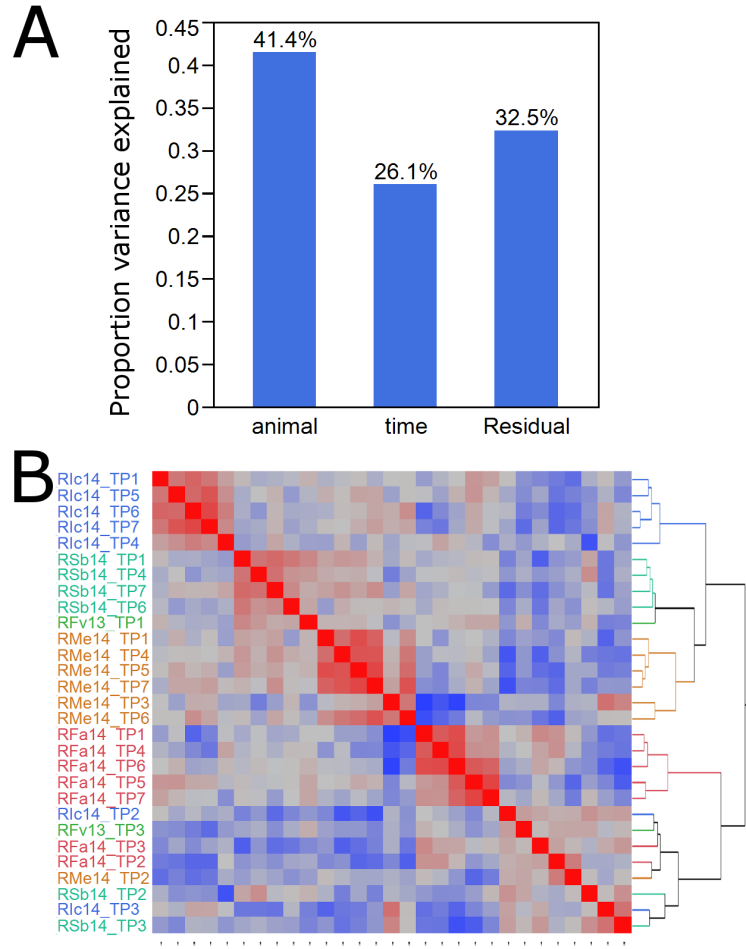 A
Proportion variance explained
0.45
0.4
0.35
0.3
0.25
0.2
0.15
0.1
0.05
0
41.4%
26.1%
32.5%
animal time Residual
B
RIc14_TP1
RIc14_TP5
RIc14_TP6
RIc14_TP7
RIc14_TP4
RSb14_TP1
RSb14_TP4
RSb14_TP7
RSb14_TP6
RFv13_TP1
RMe14_TP1
RMe14_TP4
RMe14_TP5
RMe14_TP7
RMe14_TP3
RMe14_TP6
RFa14_TP1
RFa14_TP4
RFa14_TP6
RFa14_TP5
RFa14_TP7
RIc14_TP2
RFv13_TP3
RFa14_TP3
RFa14_TP2
RMe14_TP2
RSb14_TP2
RIc14_TP3
RSb14_TP3